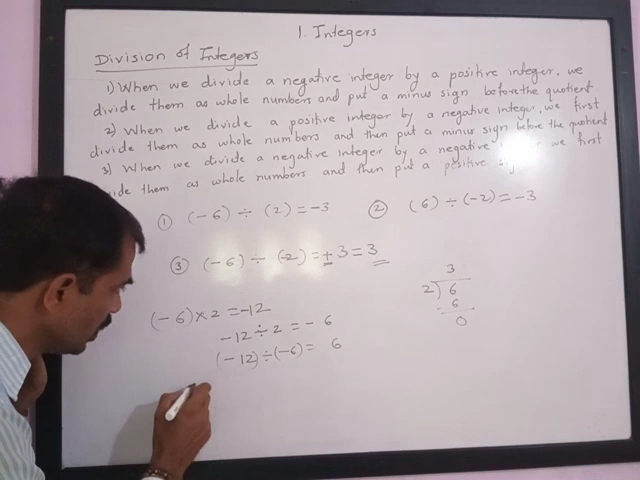 1. Integers
Division of Integers
1) When we divide a negative integer by a positive integer, we
divide them as whole numbers and put a minus sign before the quotient
2) When we divide a positive integer by a negative integer, we first
divide them as whole numbers and then put a minus sign before the quotient
3) When we divide a negative integer by a negative we first
ide them as whole numbers and then put a positive
① (-6) ÷ (2) = -3
② (6) ÷ (-2) = -3
③ (-6) ÷ (-2) = + 3 = 3
3
2) 6
6
0
(-6) × 2 = -12
-12 ÷ 2 = - 6
(-12) ÷ (-6) = 6